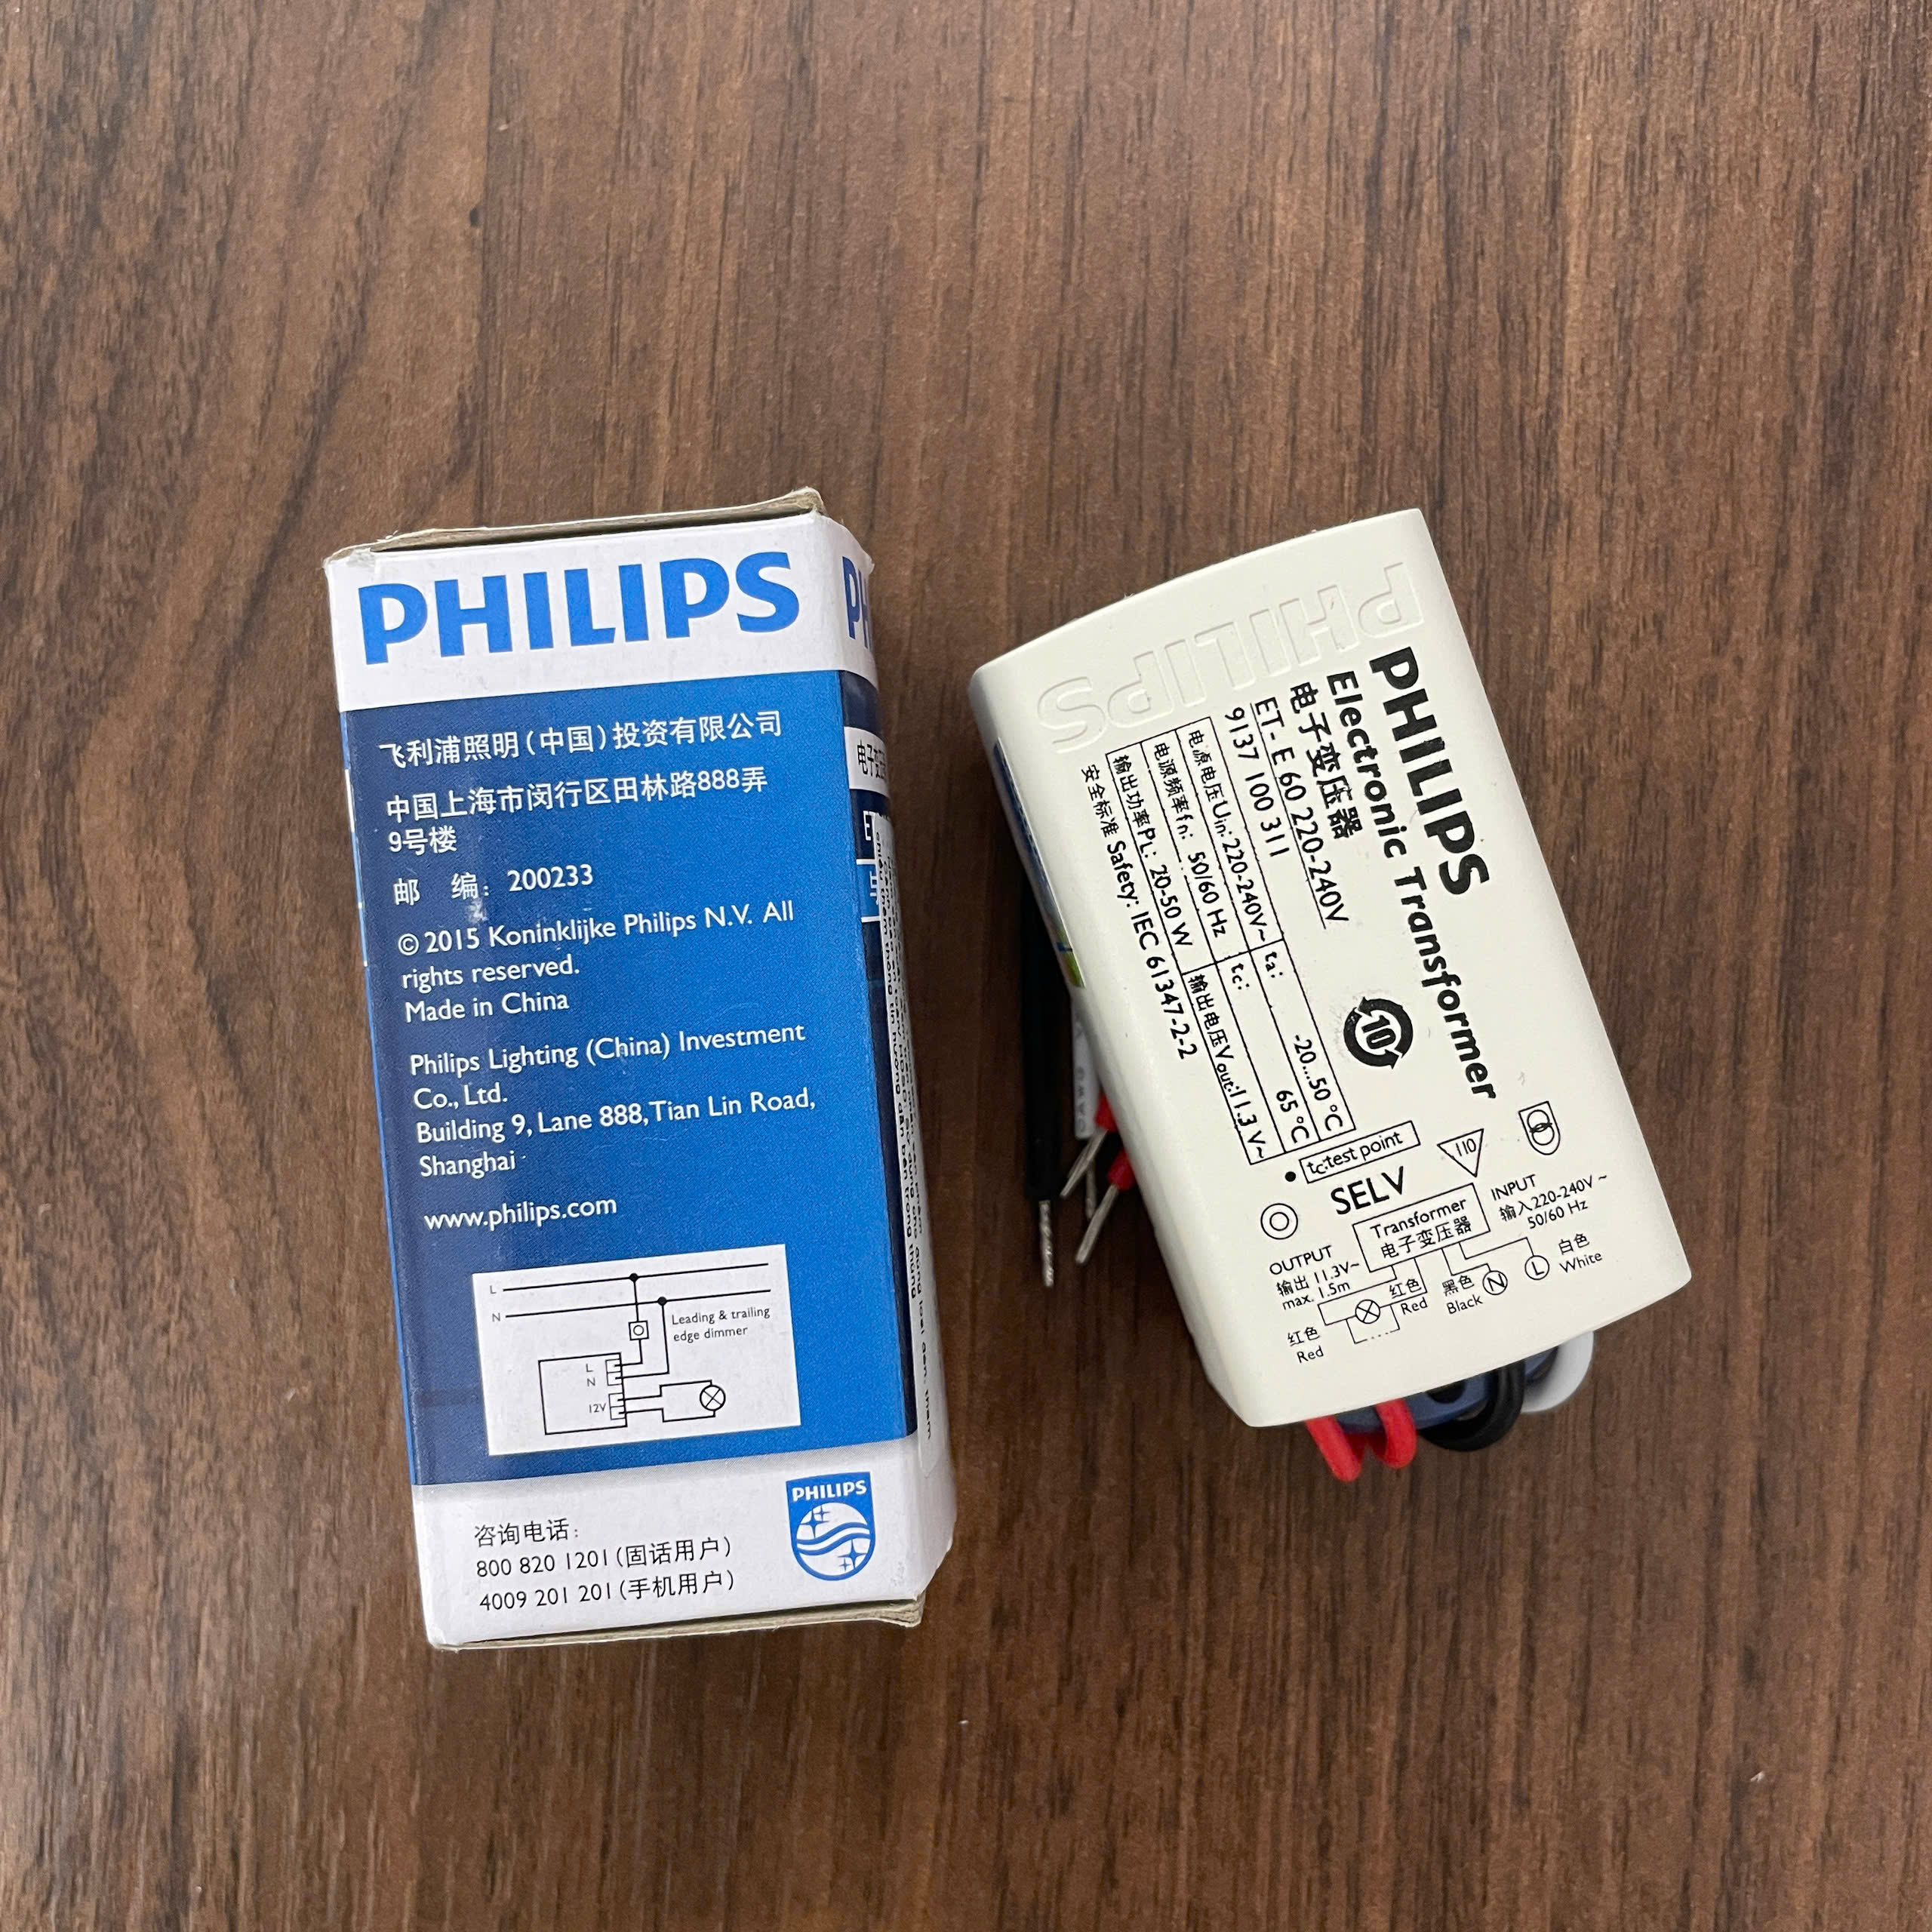 PHILIPS
飞利浦照明(中国)投资有限公司
中国上海市闵行区田林路888弄
9号楼
邮 编: 200233
© 2015 Koninklijke Philips N.V. All
rights reserved.
Made in China
Philips Lighting (China) Investment
Co., Ltd.
Building 9, Lane 888, Tian Lin Road,
Shanghai
www.philips.com
L
N
Leading & trailing
edge dimmer
L
N
12V
PHILIPS
咨询电话:
800 820 1201 (固话用户)
4009 201 201 (手机用户)
PHILIPS
PHILIPS
Electronic Transformer
电子变压器
ET - E 60 220-240V
9137 100 311
电源电压Uin: 220-240V~ ta: -20...50 °C
电源频率fn: 50/60 Hz tc: 65 °C
输出功率PL: 20-50 W 输出电压Vout:11.3 V~
安全标准 Safety: IEC 61347-2-2
10
tc:test point
SELV
110
Transformer
电子变压器
INPUT
输入220-240V ~
50/60 Hz
OUTPUT
输出 11.3V~
max. 1.5m
红色
Red
红色
Red
黑色
Black
N
L
白色
White